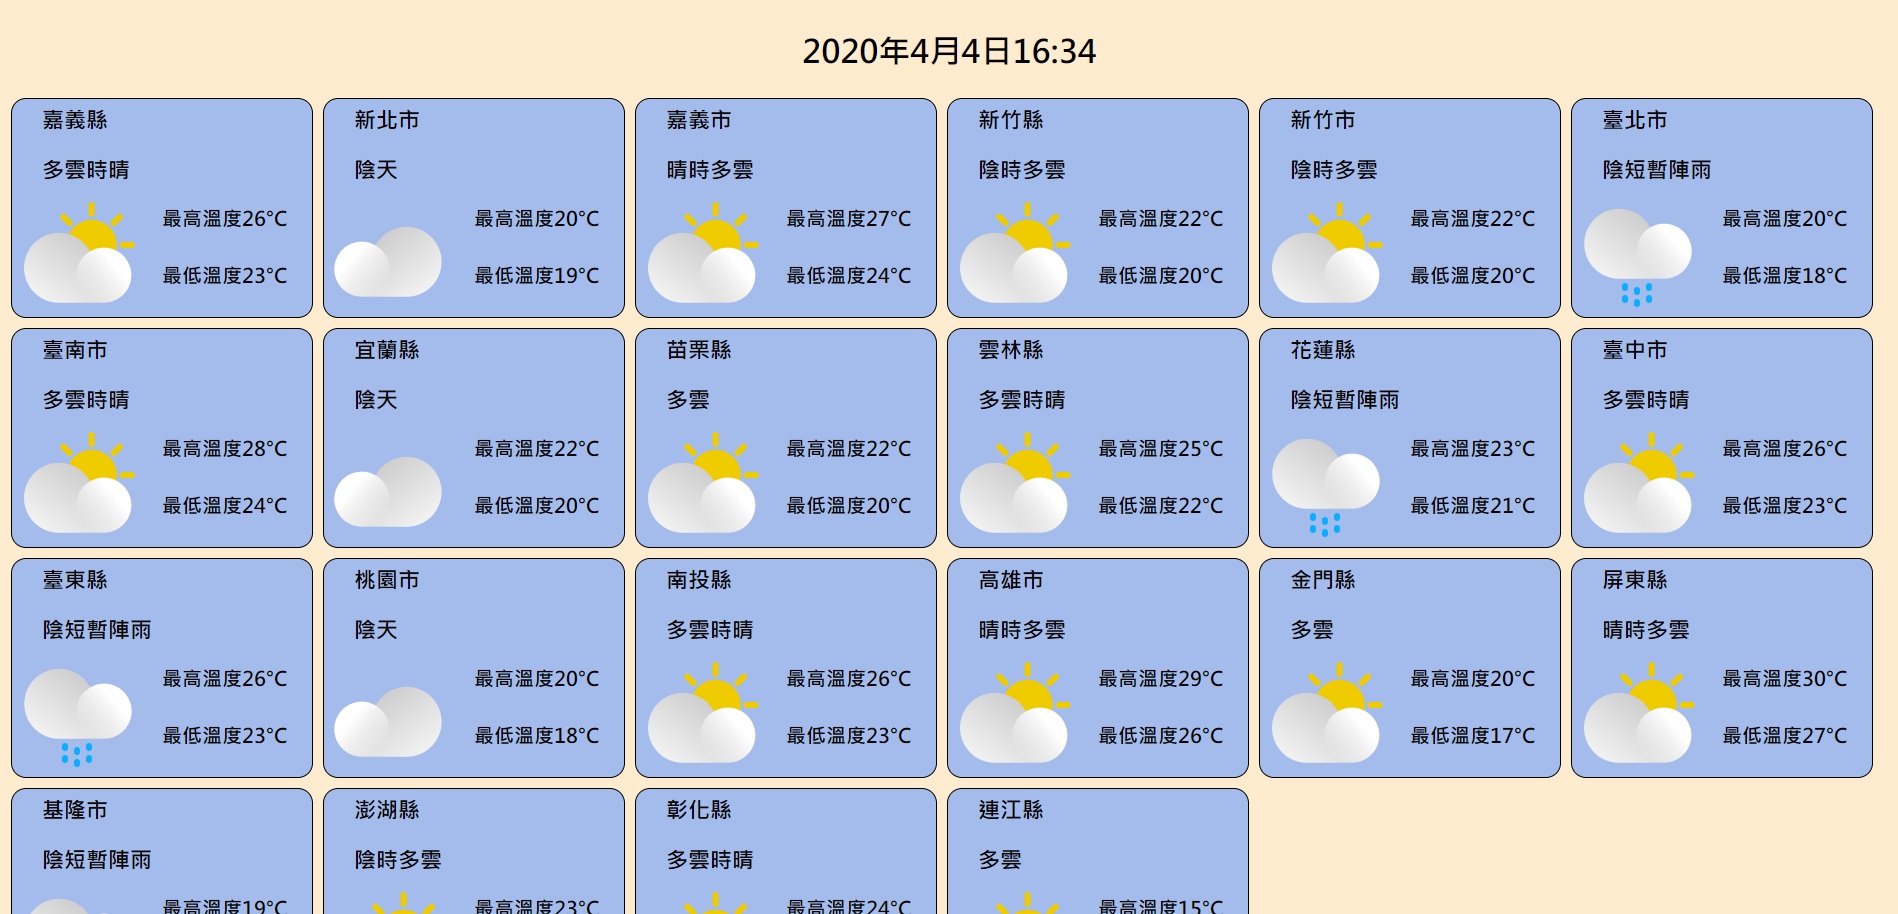 2020年4月4日16:34
嘉義縣
多雲時晴
最高溫度26°C
最低溫度23°C
新北市
陰天
最高溫度20°C
最低溫度19°C
嘉義市
晴時多雲
最高溫度27°C
最低溫度24°C
新竹縣
陰時多雲
最高溫度22°C
最低溫度20°C
新竹市
陰時多雲
最高溫度22°C
最低溫度20°C
臺北市
陰短暫陣雨
最高溫度20°C
最低溫度18°C
臺南市
多雲時晴
最高溫度28°C
最低溫度24°C
宜蘭縣
陰天
最高溫度22°C
最低溫度20°C
苗栗縣
多雲
最高溫度22°C
最低溫度20°C
雲林縣
多雲時晴
最高溫度25°C
最低溫度22°C
花蓮縣
陰短暫陣雨
最高溫度23°C
最低溫度21°C
臺中市
多雲時晴
最高溫度26°C
最低溫度23°C
臺東縣
陰短暫陣雨
最高溫度26°C
最低溫度23°C
桃園市
陰天
最高溫度20°C
最低溫度18°C
南投縣
多雲時晴
最高溫度26°C
最低溫度23°C
高雄市
晴時多雲
最高溫度29°C
最低溫度26°C
金門縣
多雲
最高溫度20°C
最低溫度17°C
屏東縣
晴時多雲
最高溫度30°C
最低溫度27°C
基隆市
陰短暫陣雨
最高溫度19°C
澎湖縣
陰時多雲
最高溫度23°C
彰化縣
多雲時晴
最高溫度24°C
連江縣
多雲
最高溫度15°C